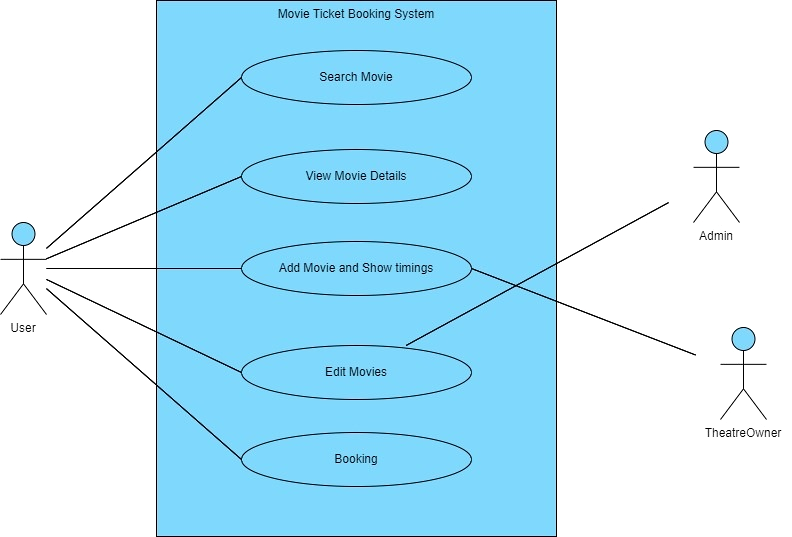 Movie Ticket Booking System
Search Movie
View Movie Details
Add Movie and Show timings
Edit Movies
Booking
User
Admin
TheatreOwner